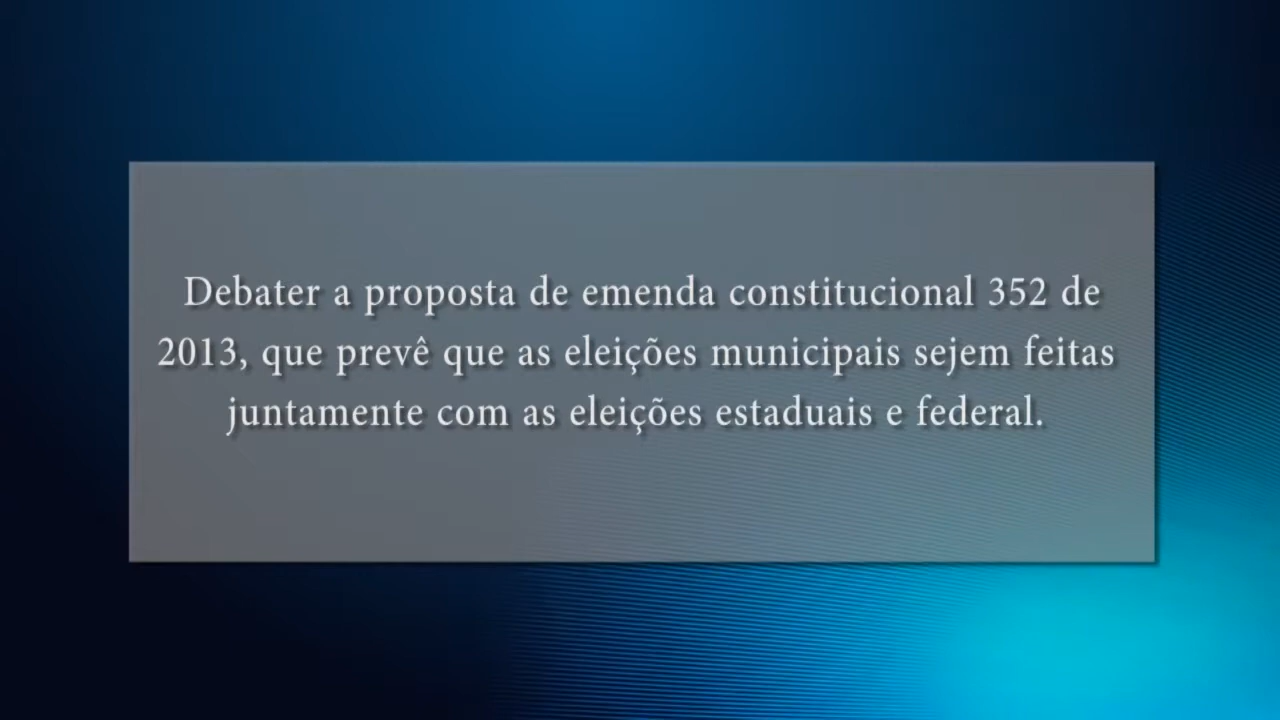 Debater a proposta de emenda constitucional 352 de
2013, que prevê que as eleições municipais sejem feitas
juntamente com as eleições estaduais e federal.